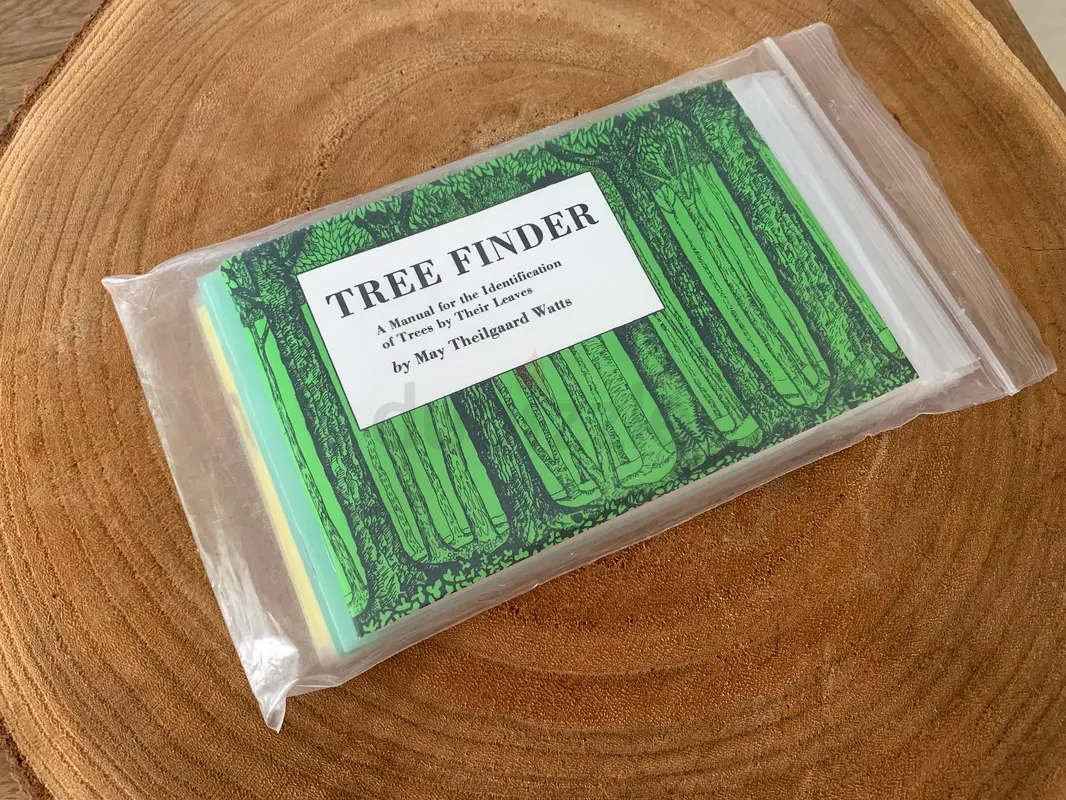 TREE FINDER
A Manual for the Identification
of Trees by Their Leaves
by May Theilgaard Watts